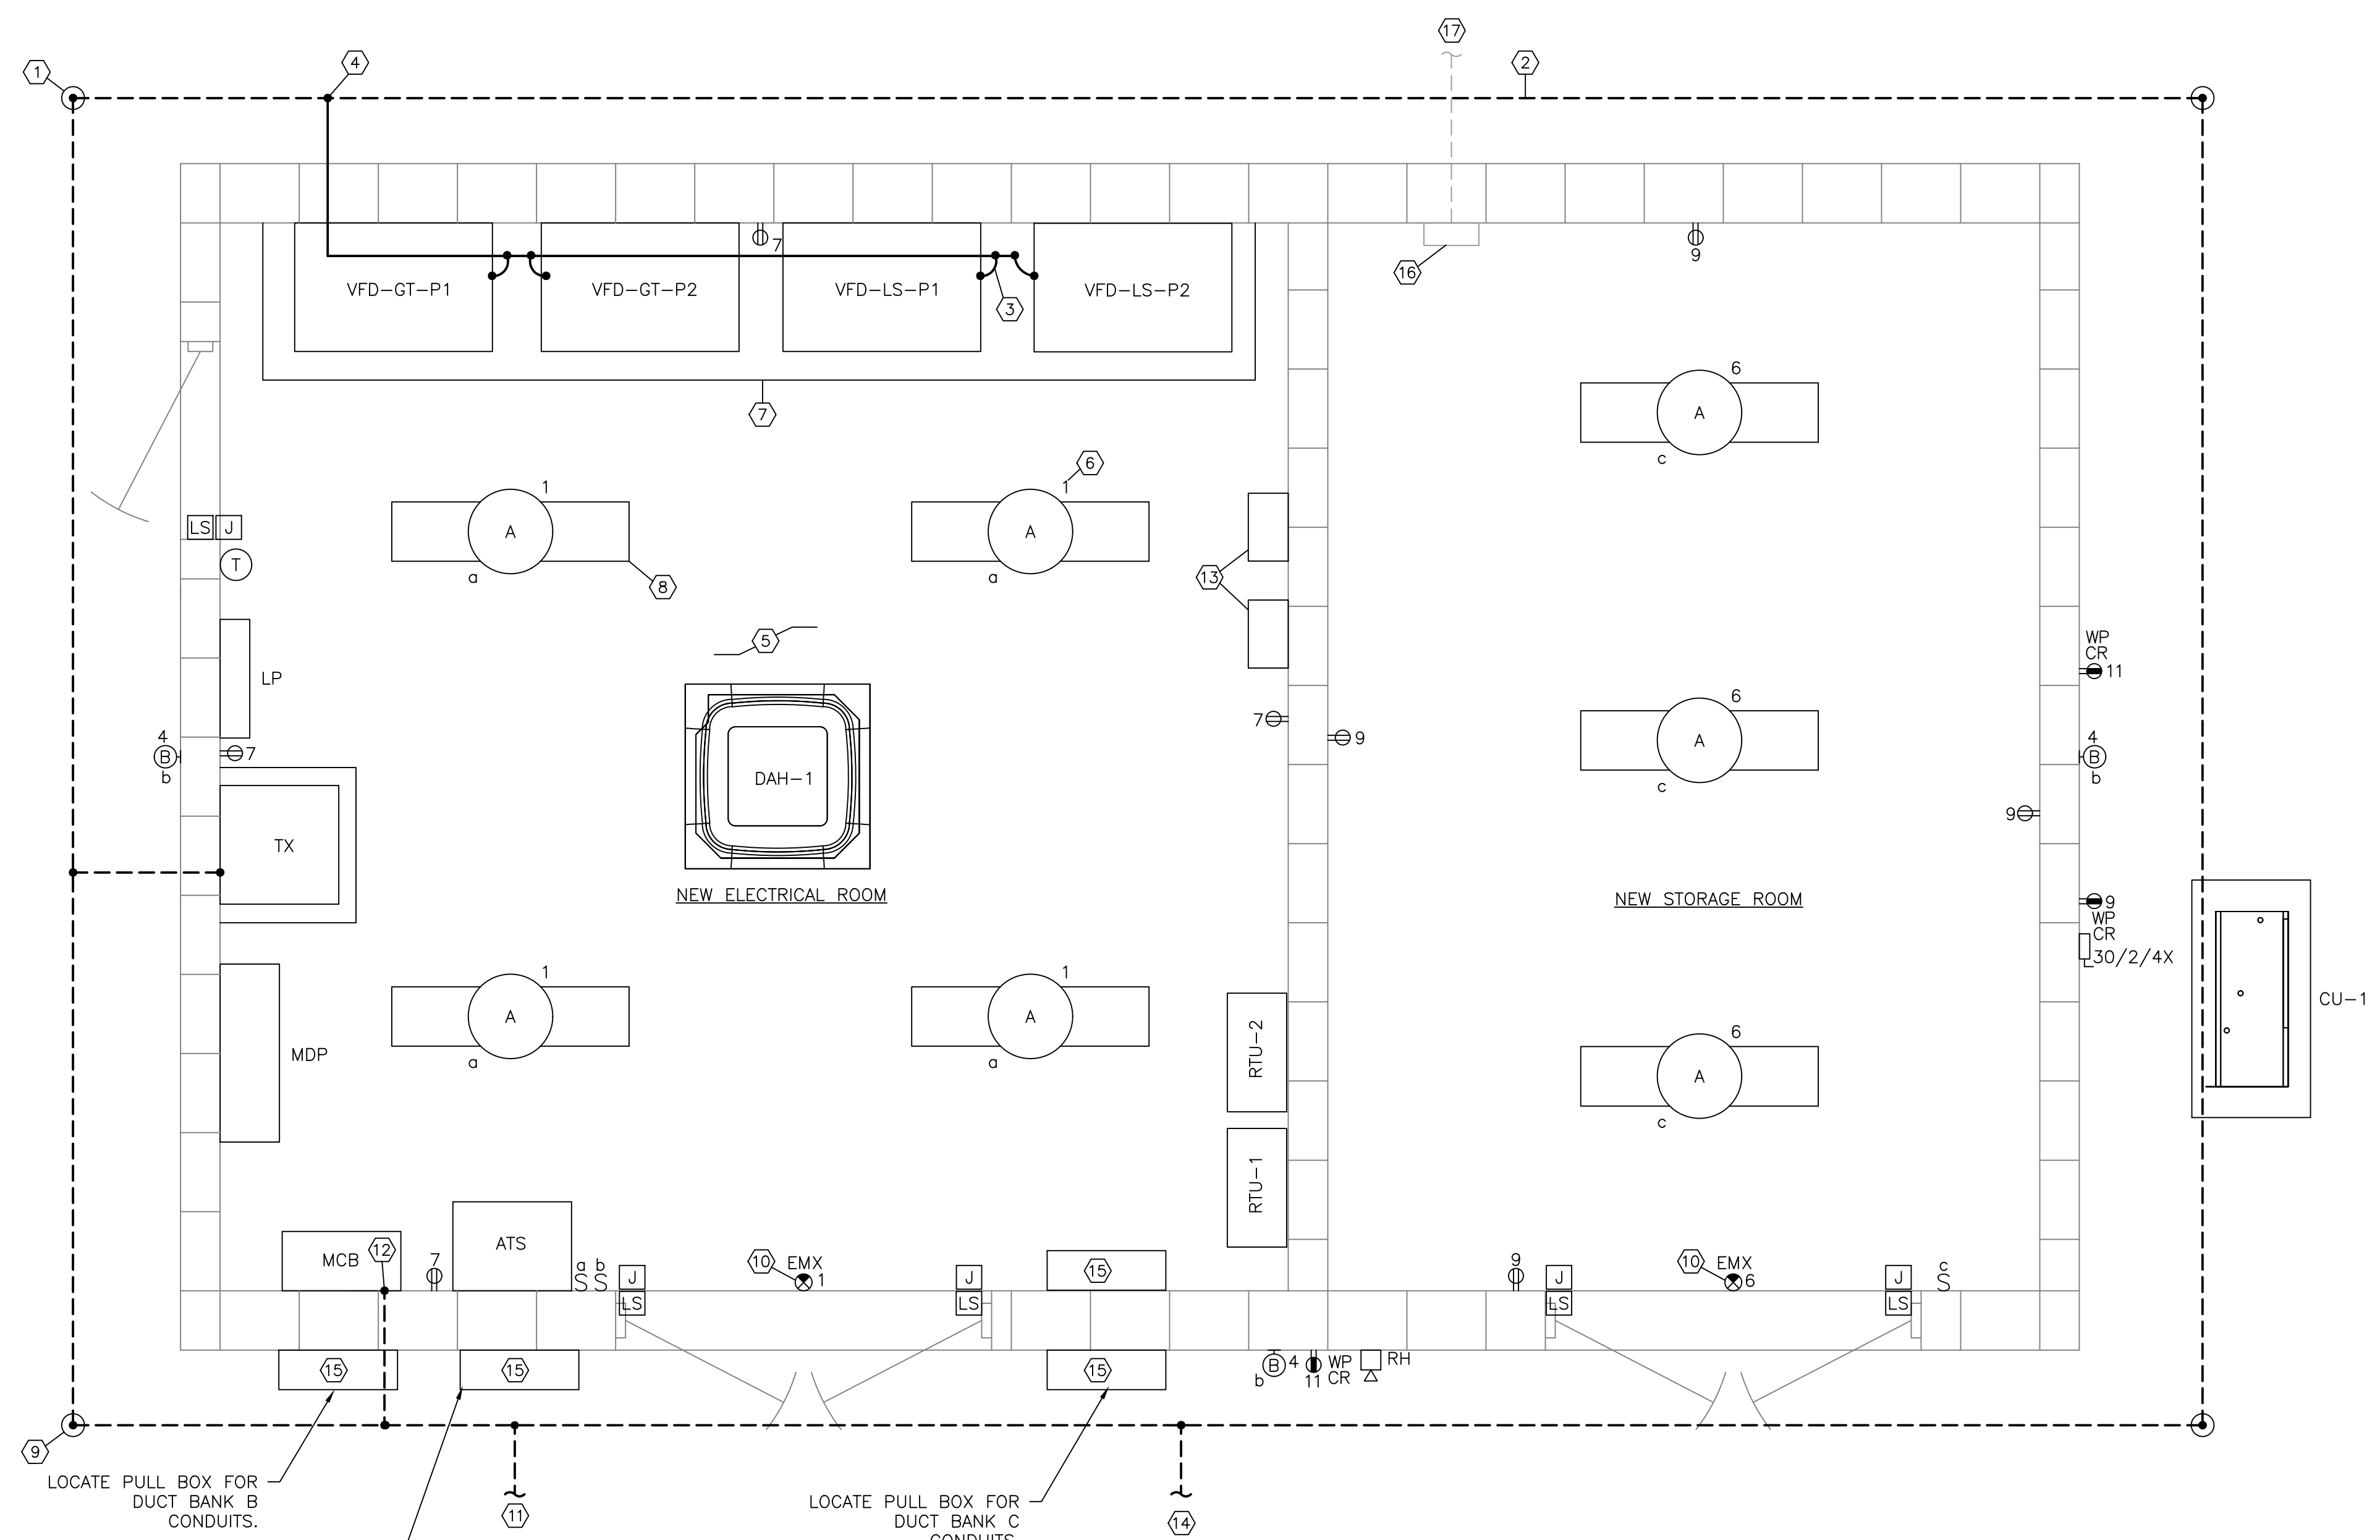 17
1
4
2
7
9
16
VFD-GT-P1
VFD-GT-P2
VFD-LS-P1
VFD-LS-P2
3
6
A
c
7
1
1
6
LS
J
A
a
A
a
8
13
T
5
WP
CR
11
LP
6
A
c
7
9
4
B
b
7
4
B
b
DAH-1
9
TX
NEW ELECTRICAL ROOM
NEW STORAGE ROOM
9
WP
CR
30/2/4X
1
1
CU-1
A
a
A
a
RTU-2
6
A
c
MDP
RTU-1
MCB
12
7
ATS
a b
S S
J
LS
10
EMX
1
J
LS
15
9
J
LS
10
EMX
6
J
LS
c
S
15
15
15
B
4
b
11
WP
CR
RH
9
LOCATE PULL BOX FOR
DUCT BANK B
CONDUITS.
11
LOCATE PULL BOX FOR
DUCT BANK C
CONDUITS.
14